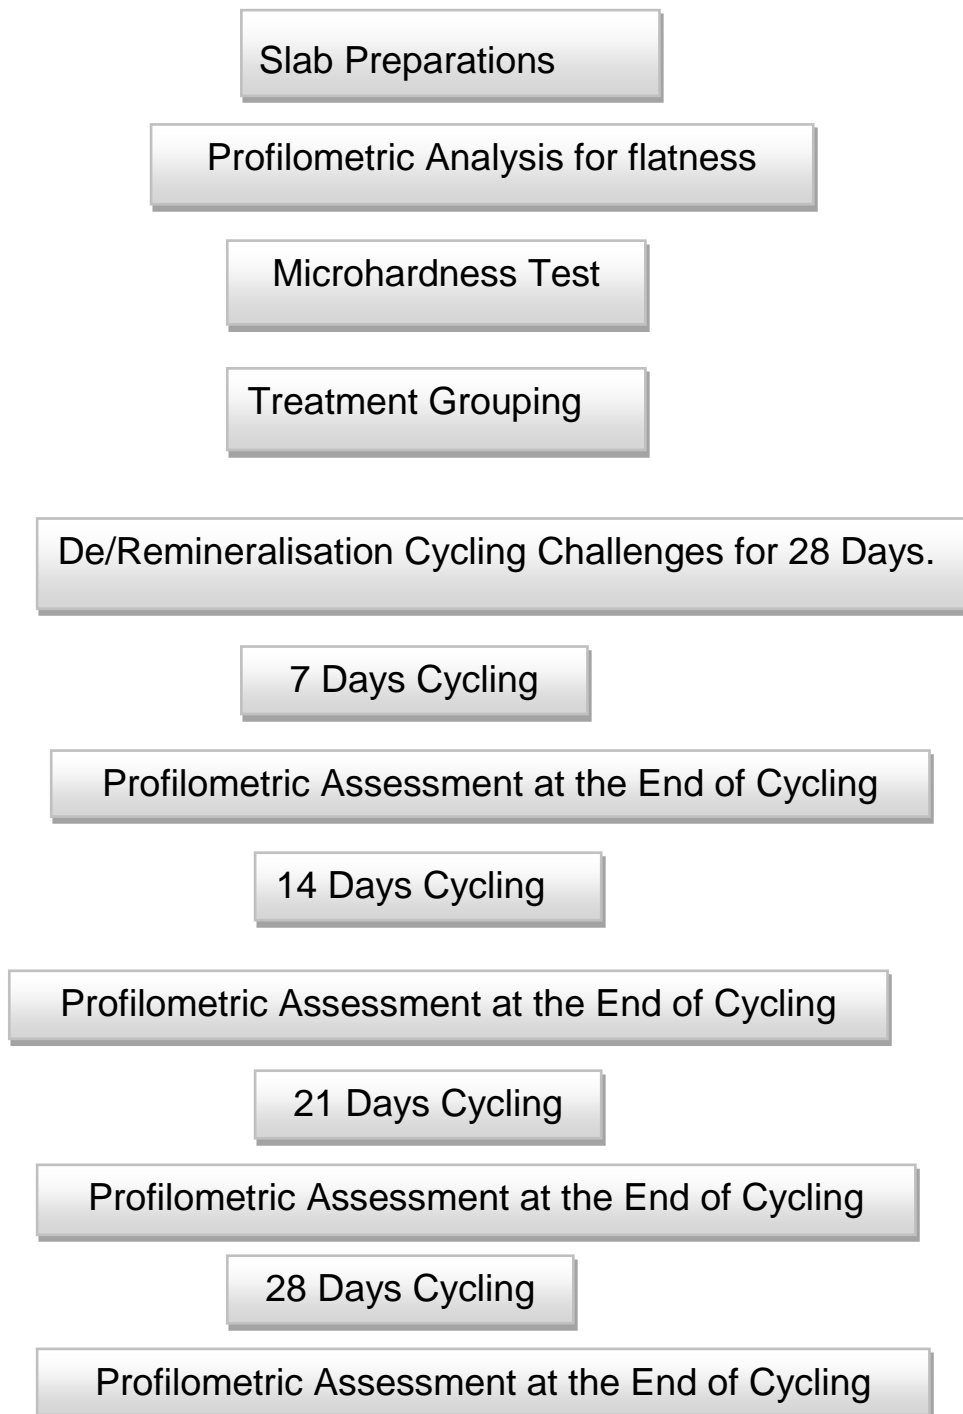 Slab Preparations
Profilometric Analysis for flatness
Microhardness Test
Treatment Grouping
De/Remineralisation Cycling Challenges for 28 Days.
7 Days Cycling
Profilometric Assessment at the End of Cycling
14 Days Cycling
Profilometric Assessment at the End of Cycling
21 Days Cycling
Profilometric Assessment at the End of Cycling
28 Days Cycling
Profilometric Assessment at the End of Cycling